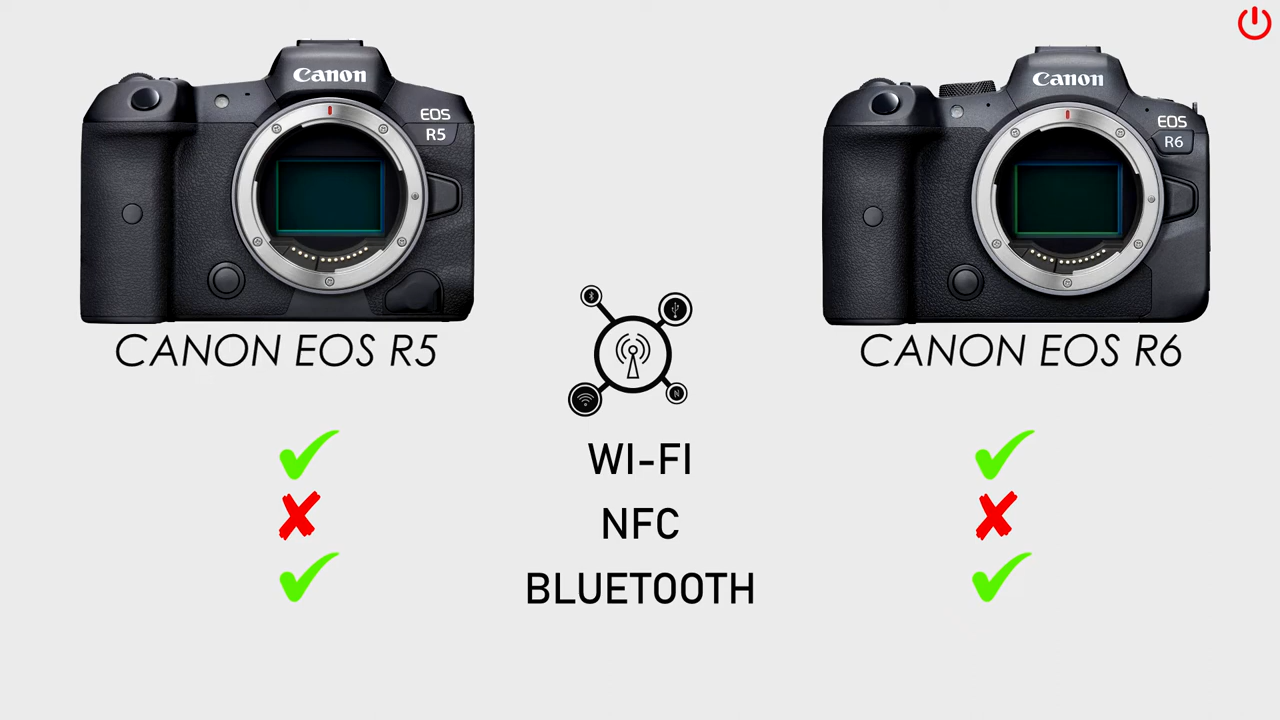 Canon
EOS
R5
Canon
EOS
R6
CANON EOS R5
CANON EOS R6
N
WI-FI
NFC
BLUETOOTH